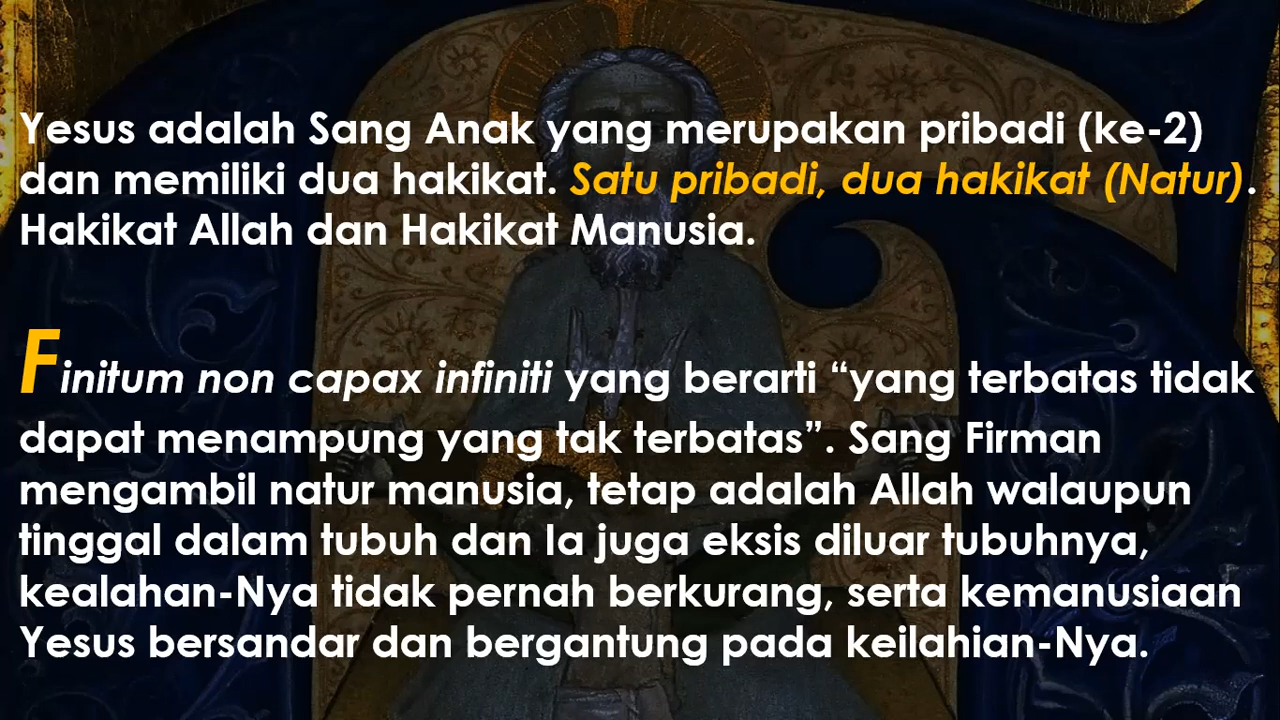 Yesus adalah Sang Anak yang merupakan pribadi (ke-2)
dan memiliki dua hakikat. Satu pribadi, dua hakikat (Natur).
Hakikat Allah dan Hakikat Manusia.
Finitum non capax infiniti yang berarti “yang terbatas tidak
dapat menampung yang tak terbatas”. Sang Firman
mengambil natur manusia, tetap adalah Allah walaupun
tinggal dalam tubuh dan Ia juga eksis diluar tubuhnya,
kealahan-Nya tidak pernah berkurang, serta kemanusiaan
Yesus bersandar dan bergantung pada keilahian-Nya.